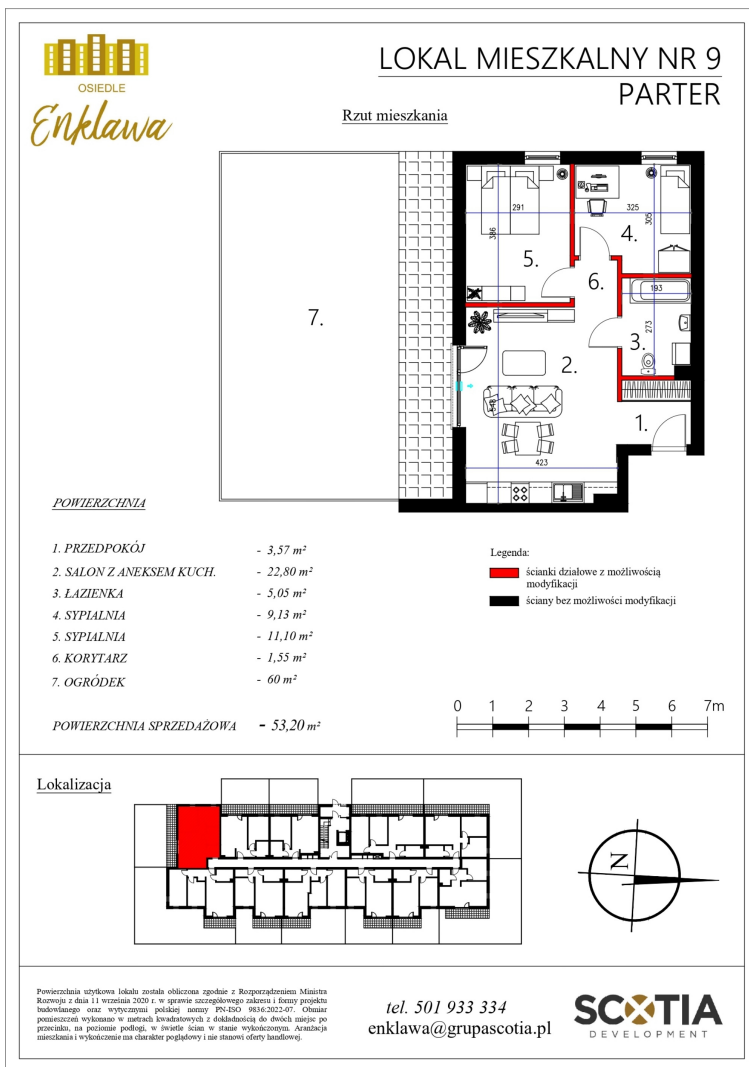 OSIEDLE
Enklawa
LOKAL MIESZKALNY NR 9
PARTER
Rzut mieszkania
291
325
386
305
5.
4.
6.
193
273
3.
7.
2.
548
1.
423
POWIERZCHNIA
1. PRZEDPOKÓJ - 3,57 m²
2. SALON Z ANEKSEM KUCH. - 22,80 m²
3. ŁAZIENKA - 5,05 m²
4. SYPIALNIA - 9,13 m²
5. SYPIALNIA - 11,10 m²
6. KORYTARZ - 1,55 m²
7. OGRÓDEK - 60 m²
POWIERZCHNIA SPRZEDAŻOWA - 53,20 m²
Legenda:
ścianki działowe z możliwością
modyfikacji
ściany bez możliwości modyfikacji
0 1 2 3 4 5 6 7m
Lokalizacja
N
Powierzchnia użytkowa lokalu została obliczona zgodnie z Rozporządzeniem Ministra
Rozwoju z dnia 11 września 2020 r. w sprawie szczegółowego zakresu i formy projektu
budowlanego oraz wytycznymi polskiej normy PN-ISO 9836:2022-07. Obmiar
pomieszczeń wykonano w metrach kwadratowych z dokładnością do dwóch miejsc po
przecinku, na poziomie podłogi, w świetle ścian w stanie wykończonym. Aranżacja
mieszkania i wykończenie ma charakter poglądowy i nie stanowi oferty handlowej.
tel. 501 933 334
enklawa@grupascotia.pl
SCOTIA
DEVELOPMENT